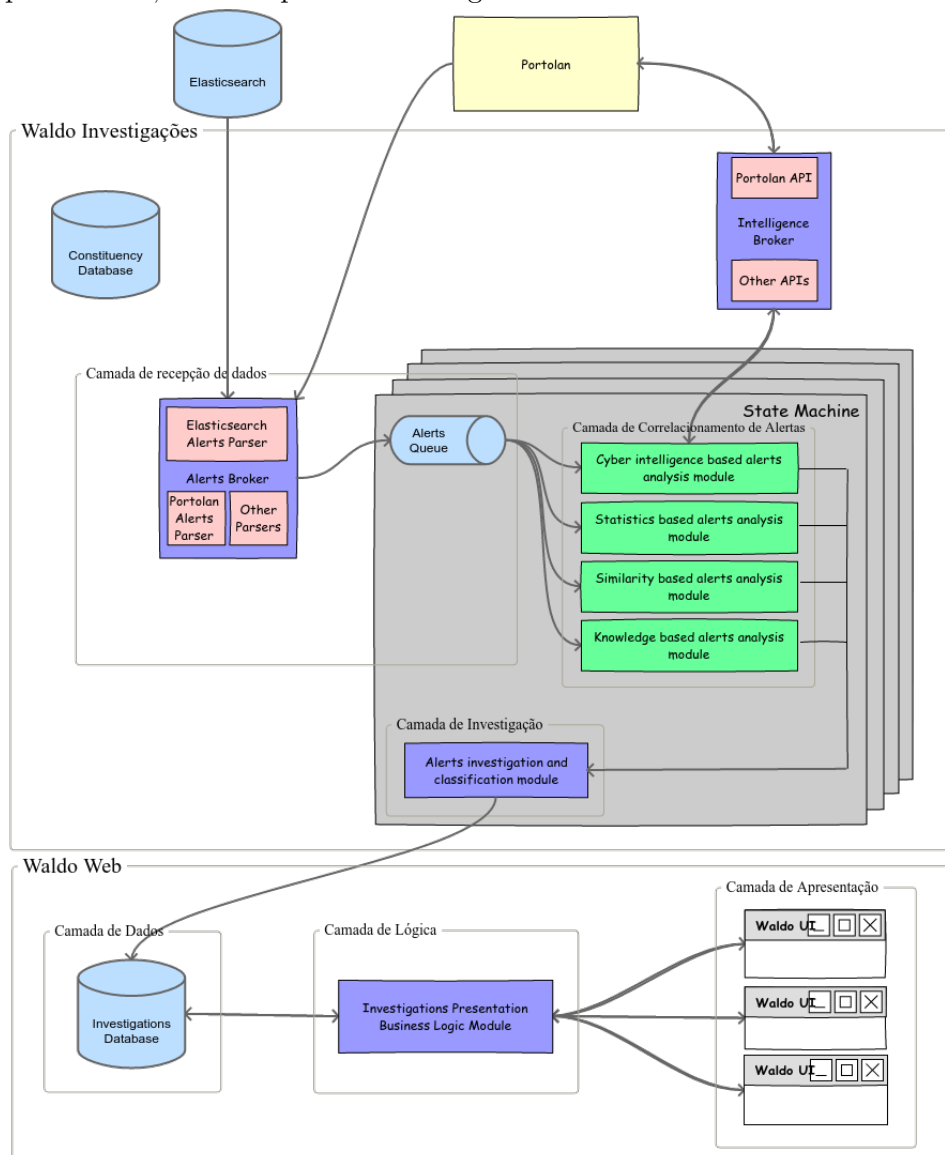 Elasticsearch
Portolan
Waldo Investigações
Constituency
Database
Portolan API
Intelligence
Broker
Other APIs
Camada de recepção de dados
Elasticsearch
Alerts Parser
Alerts Broker
Portolan
Alerts
Parser
Other
Parsers
Alerts
Queue
State Machine
Camada de Correlacionamento de Alertas
Cyber intelligence based alerts
analysis module
Statistics based alerts analysis
module
Similarity based alerts analysis
module
Knowledge based alerts analysis
module
Camada de Investigação
Alerts investigation and
classification module
Waldo Web
Camada de Dados
Investigations
Database
Camada de Lógica
Investigations Presentation
Business Logic Module
Camada de Apresentação
Waldo UI
Waldo UI
Waldo UI